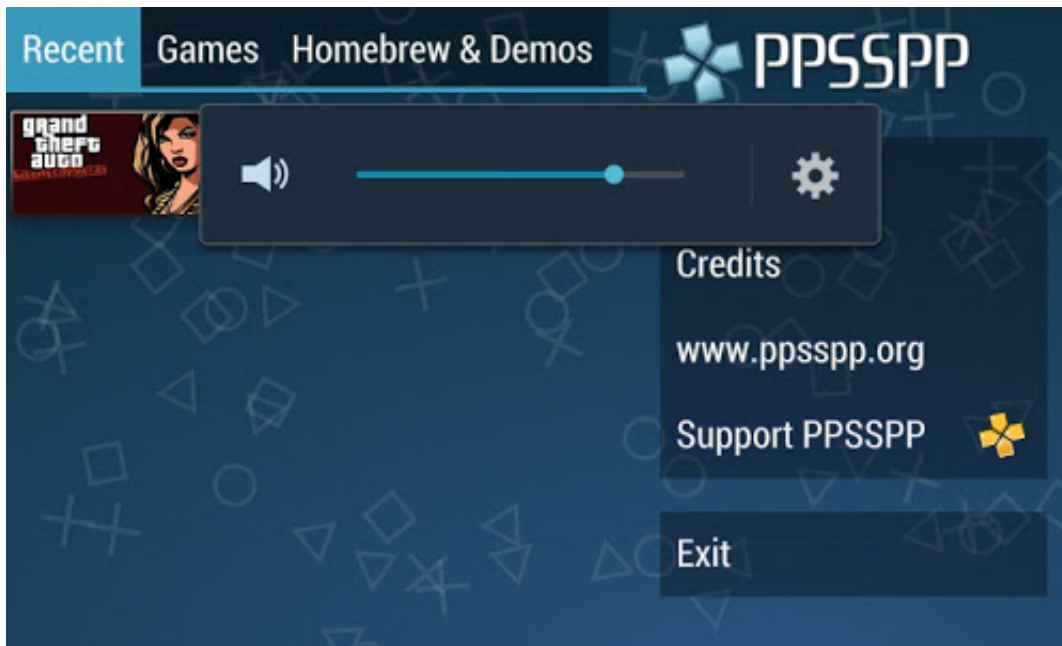 Recent Games Homebrew & Demos
PPSSPP
grand
theft
auto
Credits
www.ppsspp.org
Support PPSSPP
Exit